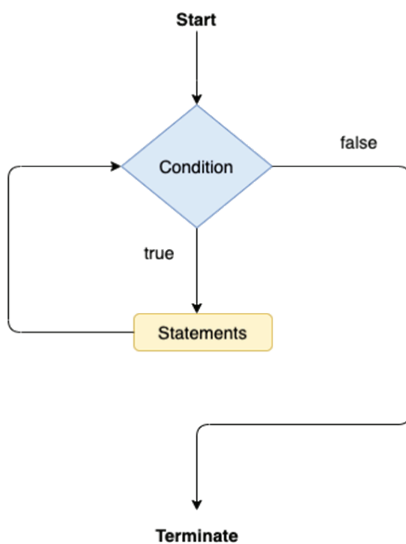 Start
Condition
false
true
Statements
Terminate